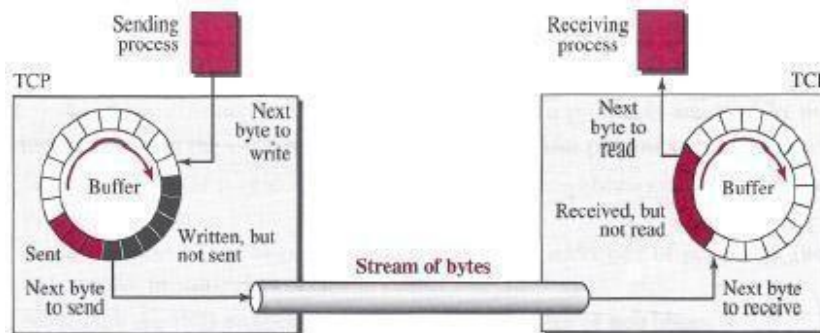 Sending
process
Receiving
process
TCP
TCP
Next
byte to
write
Next
byte to
read
Buffer
Buffer
Sent
Written, but
not sent
Received, but
not read
Stream of bytes
Next byte
to send
Next byte
to receive